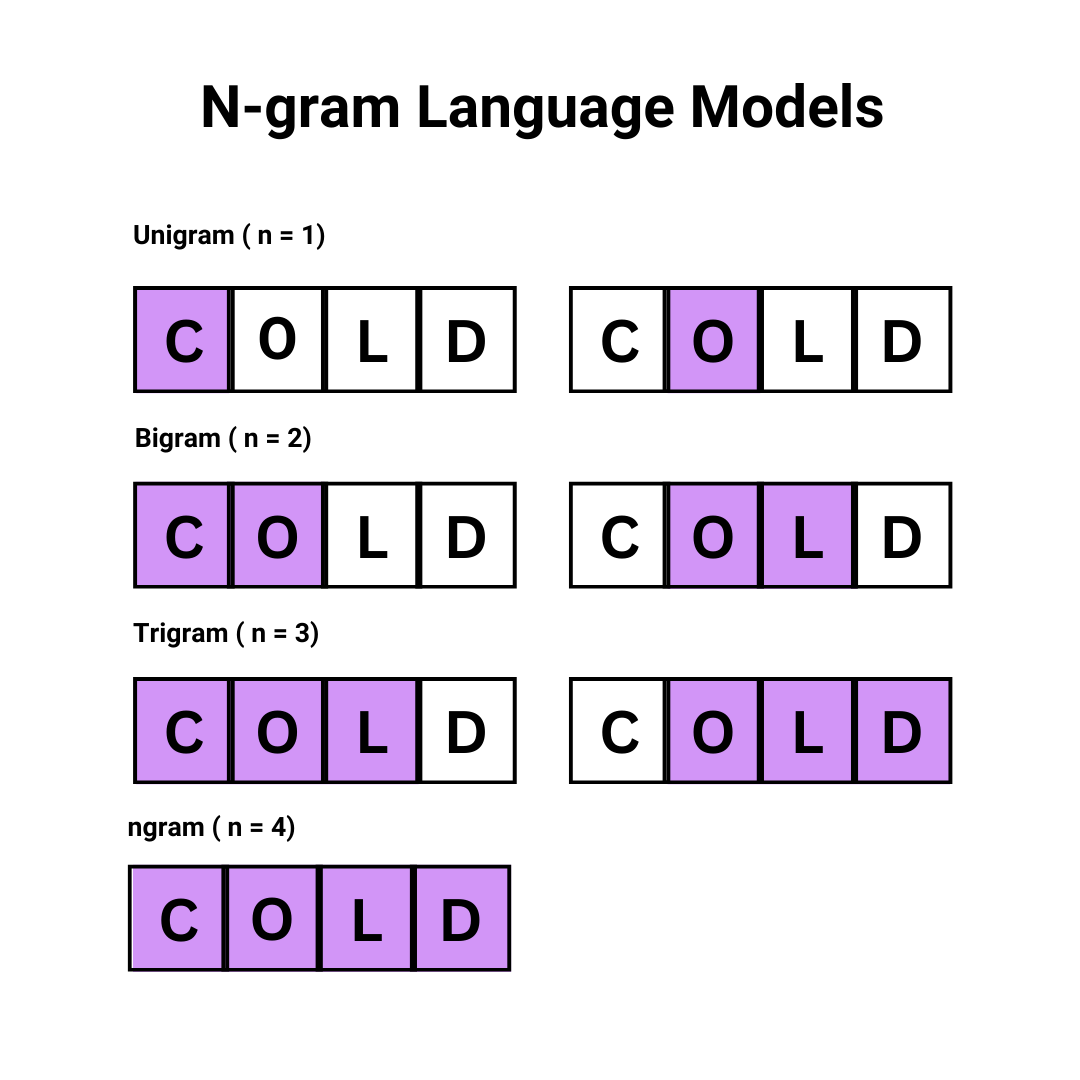 N-gram Language Models
Unigram ( n = 1)
C O L D C O L D
Bigram ( n = 2)
C O L D C O L D
Trigram ( n = 3)
C O L D C O L D
ngram ( n = 4)
C O L D